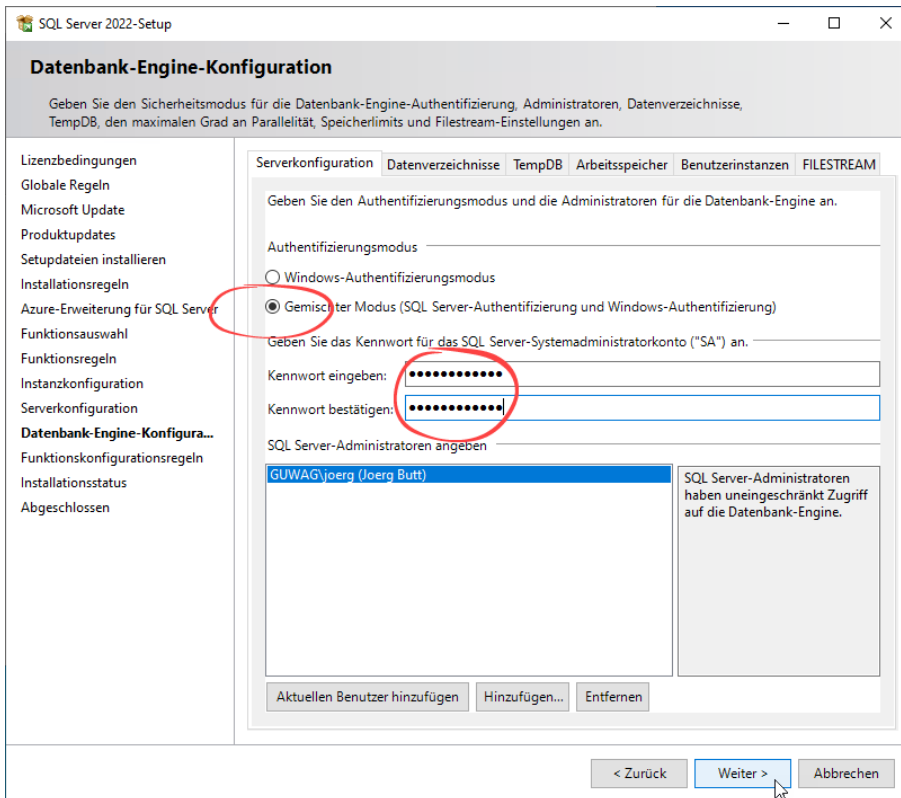 SQL Server 2022-Setup
Datenbank-Engine-Konfiguration
Geben Sie den Sicherheitsmodus für die Datenbank-Engine-Authentifizierung, Administratoren, Datenverzeichnisse,
TempDB, den maximalen Grad an Parallelität, Speicherlimits und Filestream-Einstellungen an.
Lizenzbedingungen
Globale Regeln
Microsoft Update
Produktupdates
Setupdateien installieren
Installationsregeln
Azure-Erweiterung für SQL Server
Funktionsauswahl
Funktionsregeln
Instanzkonfiguration
Serverkonfiguration
Datenbank-Engine-Konfigura...
Funktionskonfigurationsregeln
Installationsstatus
Abgeschlossen
Serverkonfiguration Datenverzeichnisse TempDB Arbeitsspeicher Benutzerinstanzen FILESTREAM
Geben Sie den Authentifizierungsmodus und die Administratoren für die Datenbank-Engine an.
Authentifizierungsmodus
Windows-Authentifizierungsmodus
Gemischter Modus (SQL Server-Authentifizierung und Windows-Authentifizierung)
Geben Sie das Kennwort für das SQL Server-Systemadministratorkonto ("SA") an.
Kennwort eingeben: ●●●●●●●●●●●●
Kennwort bestätigen: ●●●●●●●●●●●●
SQL Server-Administratoren angeben
GUWAG\joerg (Joerg Butt)
SQL Server-Administratoren
haben uneingeschränkt Zugriff
auf die Datenbank-Engine.
Aktuellen Benutzer hinzufügen Hinzufügen... Entfernen
< Zurück Weiter > Abbrechen